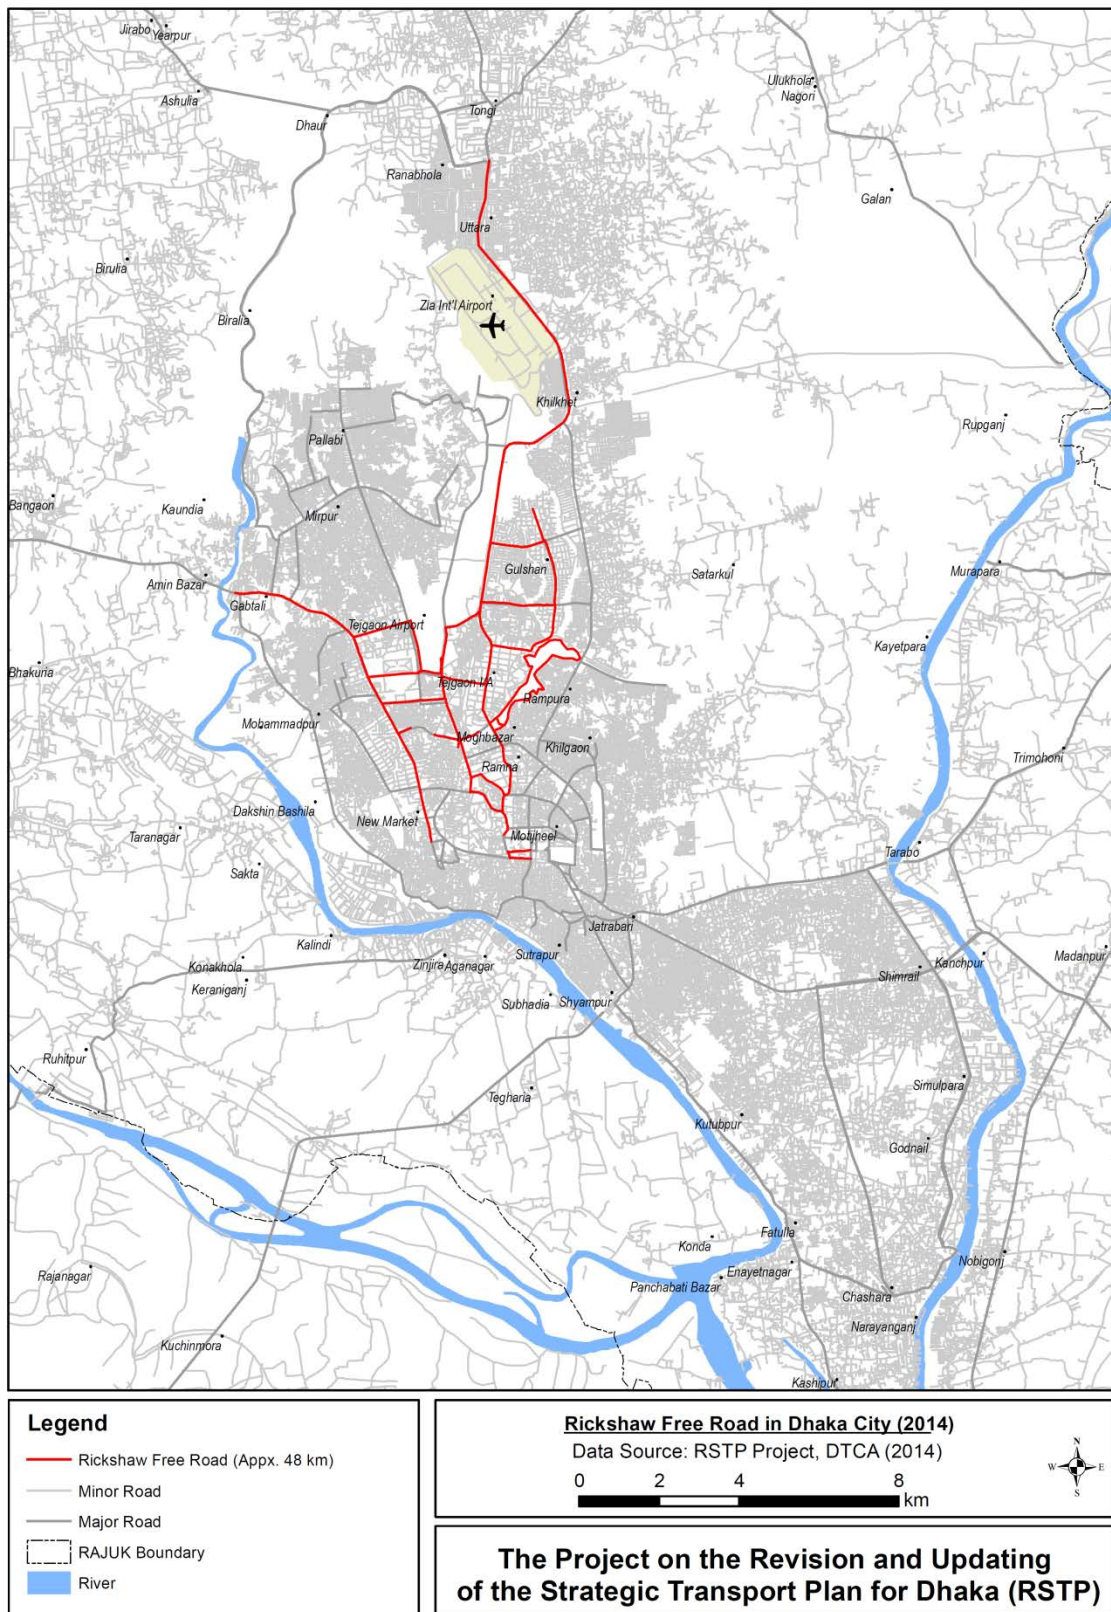 Jirabo
Yearpur
Ashulia
Dhaur
Tongi
Ulukhola
Nagori
Ranabhola
Galan
Uttara
Birulia
Zia Int'l Airport
Biralia
Khilkhet
Rupganj
Pallabi
Bangaon
Kaundia
Mirpur
Gulshan
Satarkul
Murapara
Amin Bazar
Gabtali
Tejgaon Airport
Kayetpara
Bhakuria
Tejgaon I/A
Rampura
Mohammadpur
Moghbazar
Khilgaon
Trimohoni
Ramna
Dakshin Bashila
New Market
Taranagar
Motijheel
Tarabo
Sakta
Jatrabari
Kalindi
Sutrapur
Madanpur
Konakhola
Zinjira
Aganagar
Kanchpur
Shimrail
Keraniganj
Subhadia
Shyampur
Ruhitpur
Simulpara
Tegharia
Kutubpur
Godnail
Fatulla
Konda
Nobigonj
Rajanagar
Enayetnagar
Panchabati Bazar
Chashara
Narayanganj
Kuchinmora
Kashipur
Legend
Rickshaw Free Road (Appx. 48 km)
Minor Road
Major Road
RAJUK Boundary
River
Rickshaw Free Road in Dhaka City (2014)
Data Source: RSTP Project, DTCA (2014)
0 2 4 8
km
N
W E
S
The Project on the Revision and Updating
of the Strategic Transport Plan for Dhaka (RSTP)